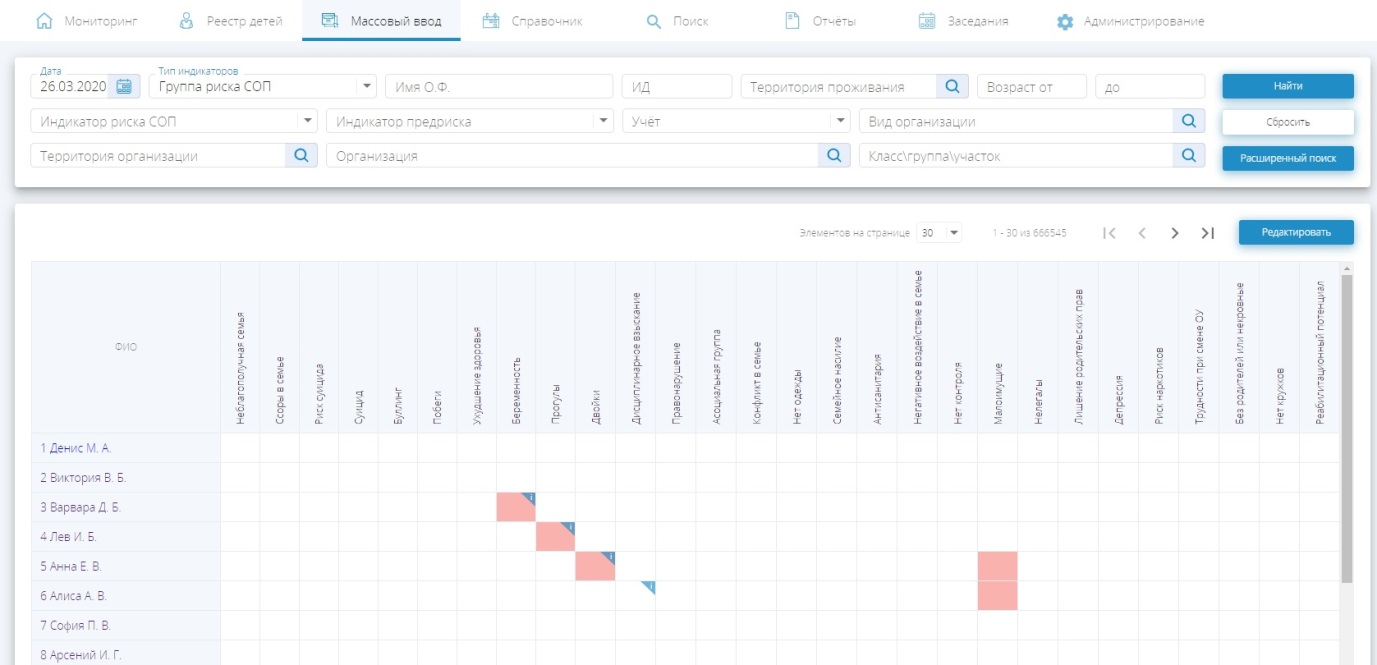 Мониторинг Реестр детей Массовый ввод Справочник Поиск Отчёты Заседания Администрирование
Дата Тип индикаторов
26.03.2020 Группа риска СОП Имя О.Ф. ИД Территория проживания Возраст от до Найти
Индикатор риска СОП Индикатор предриска Учёт Вид организации Сбросить
Территория организации Организация Класс\группа\участок Расширенный поиск
Элементов на странице 30 1 - 30 из 666545 Редактировать
ФИО
Неблагополучная семья
Ссоры в семье
Риск суицида
Суицид
Буллинг
Побеги
Ухудшение здоровья
Беременность
Прогулы
Двойки
Дисциплинарное взыскание
Правонарушение
Асоциальная группа
Конфликт в семье
Нет одежды
Семейное насилие
Антисанитария
Негативное воздействие в семье
Нет контроля
Малоимущие
Нелегалы
Лишение родительских прав
Депрессия
Риск наркотиков
Трудности при смене ОУ
Без родителей или некровные
Нет кружков
Реабилитационный потенциал
1 Денис М. А.
2 Виктория В. Б.
3 Варвара Д. Б.
4 Лев И. Б.
5 Анна Е. В.
6 Алиса А. В.
7 София П. В.
8 Арсений И. Г.